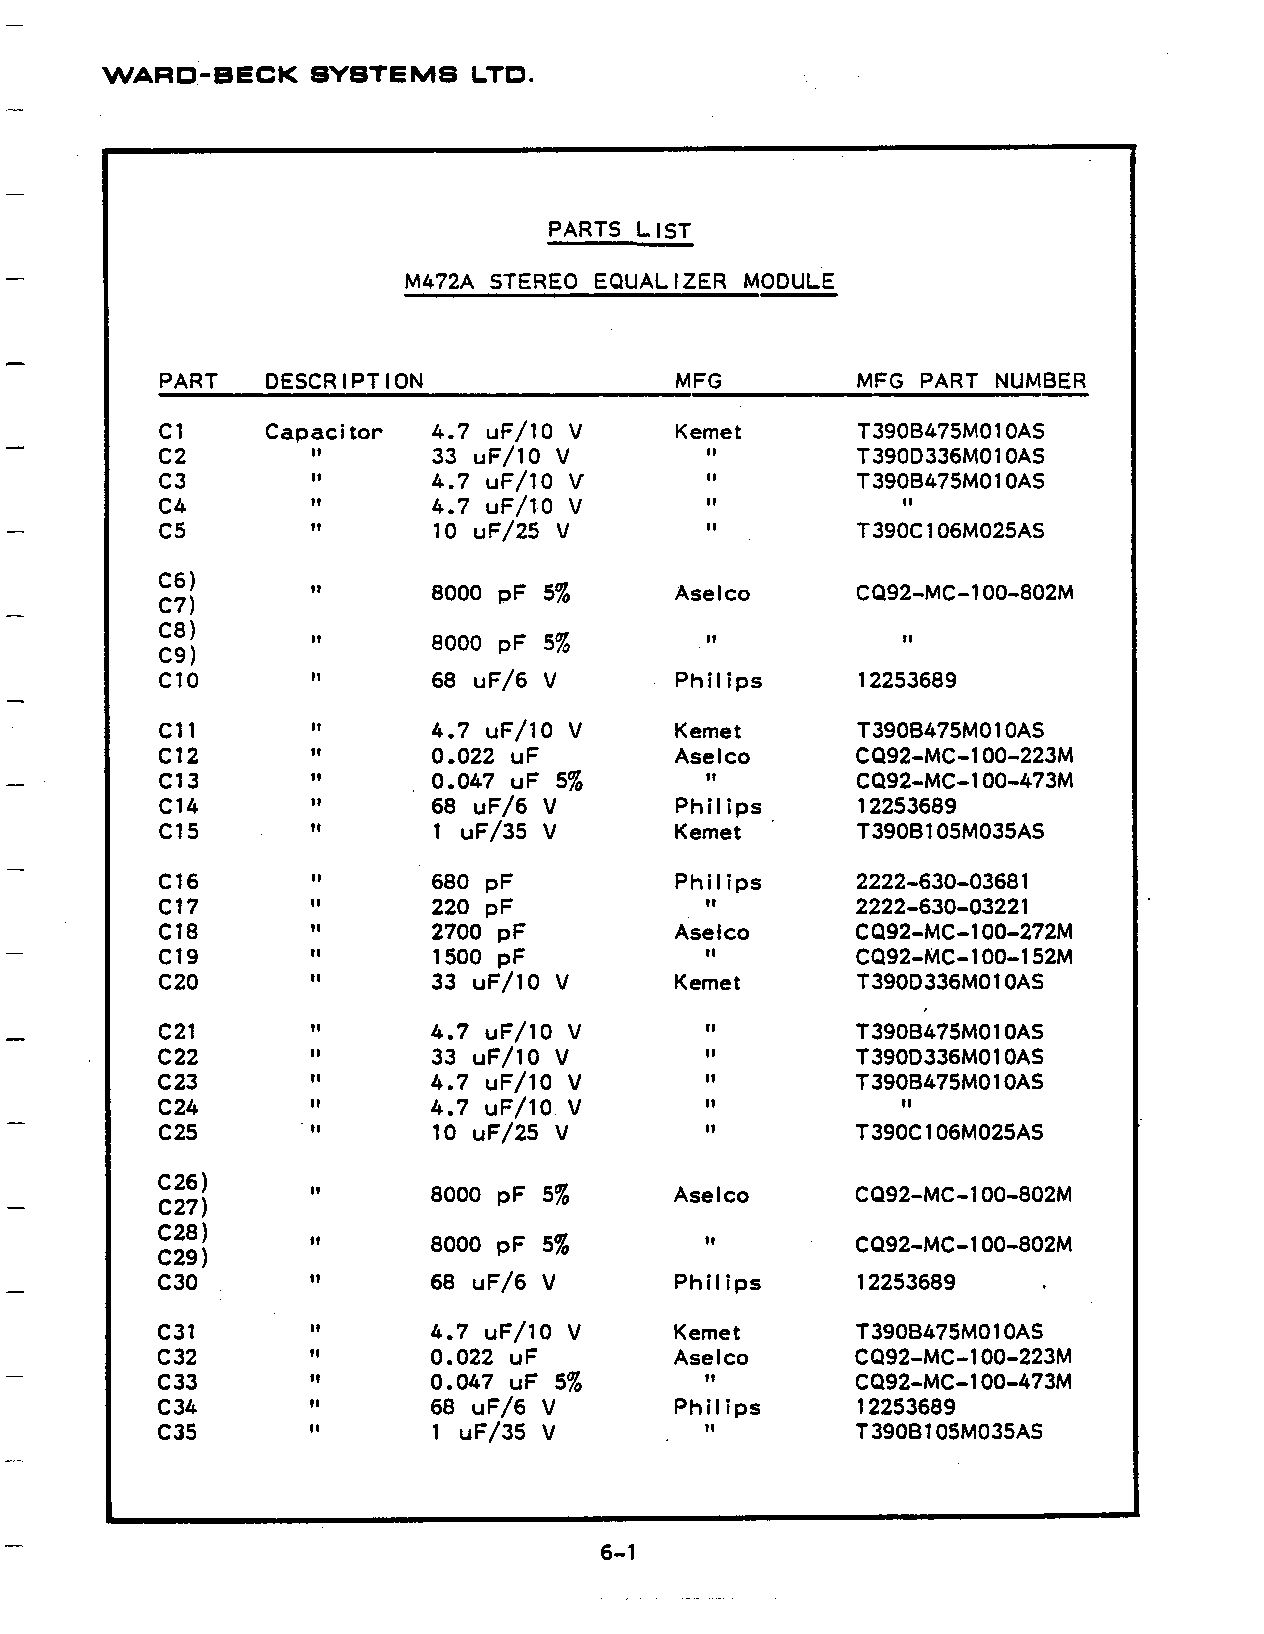 WARD-BECK SYSTEMS LTD.
PARTS LIST
M472A STEREO EQUALIZER MODULE
PART DESCRIPTION MFG MFG PART NUMBER
C1 Capacitor 4.7 uF/10 V Kemet T390B475M010AS
C2 " 33 uF/10 V " T390D336M010AS
C3 " 4.7 uF/10 V " T390B475M010AS
C4 " 4.7 uF/10 V " "
C5 " 10 uF/25 V " T390C106M025AS
C6)
" 8000 pF 5% Aselco CQ92-MC-100-802M
C7)
C8)
" 8000 pF 5% " "
C9)
C10 " 68 uF/6 V Philips 12253689
C11 " 4.7 uF/10 V Kemet T390B475M010AS
C12 " 0.022 uF Aselco CQ92-MC-100-223M
C13 " 0.047 uF 5% " CQ92-MC-100-473M
C14 " 68 uF/6 V Philips 12253689
C15 " 1 uF/35 V Kemet T390B105M035AS
C16 " 680 pF Philips 2222-630-03681
C17 " 220 pF " 2222-630-03221
C18 " 2700 pF Aselco CQ92-MC-100-272M
C19 " 1500 pF " CQ92-MC-100-152M
C20 " 33 uF/10 V Kemet T390D336M010AS
C21 " 4.7 uF/10 V " T390B475M010AS
C22 " 33 uF/10 V " T390D336M010AS
C23 " 4.7 uF/10 V " T390B475M010AS
C24 " 4.7 uF/10 V " "
C25 " 10 uF/25 V " T390C106M025AS
C26)
" 8000 pF 5% Aselco CQ92-MC-100-802M
C27)
C28)
" 8000 pF 5% " CQ92-MC-100-802M
C29)
C30 " 68 uF/6 V Philips 12253689
C31 " 4.7 uF/10 V Kemet T390B475M010AS
C32 " 0.022 uF Aselco CQ92-MC-100-223M
C33 " 0.047 uF 5% " CQ92-MC-100-473M
C34 " 68 uF/6 V Philips 12253689
C35 " 1 uF/35 V " T390B105M035AS
6-1